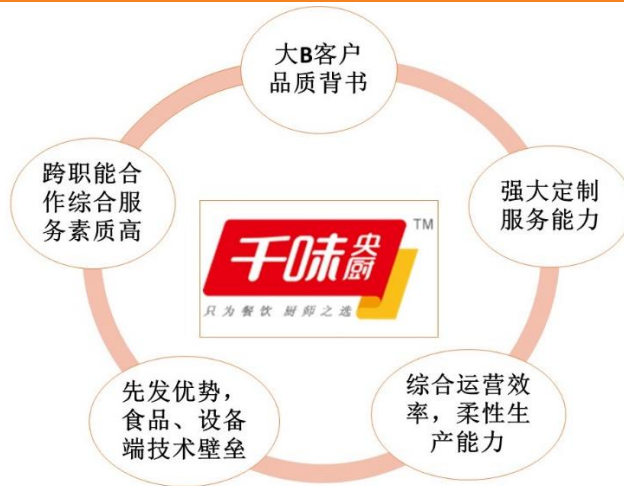 大B客户
品质背书
跨职能合
作综合服
务素质高
强大定制
服务能力
千味央厨
TM
只为餐饮 厨师之选
先发优势，
食品、设备
端技术壁垒
综合运营效
率，柔性生
产能力